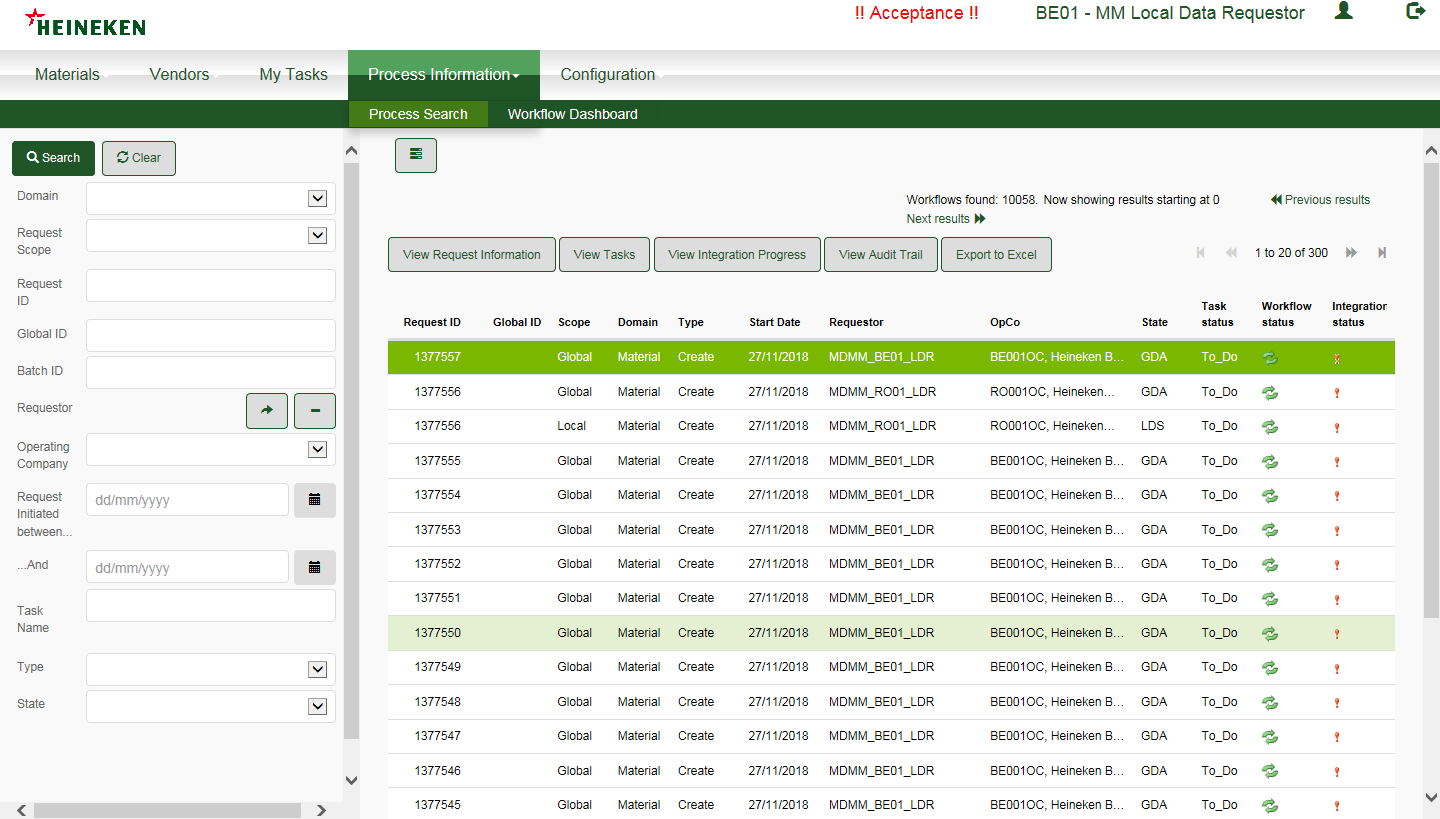 HEINEKEN
!! Acceptance !!
BE01 - MM Local Data Requestor
Materials Vendors My Tasks Process Information Configuration
Process Search Workflow Dashboard
Search Clear
Domain
Request Scope
Request ID
Global ID
Batch ID
Requestor
Operating Company
Request Initiated between...
dd/mm/yyyy
...And
dd/mm/yyyy
Task Name
Type
State
Workflows found: 10058. Now showing results starting at 0 Previous results
Next results
View Request Information View Tasks View Integration Progress View Audit Trail Export to Excel 1 to 20 of 300
Request ID Global ID Scope Domain Type Start Date Requestor OpCo State Task status Workflow status Integration status
1377557 Global Material Create 27/11/2018 MDMM_BE01_LDR BE001OC, Heineken B... GDA To_Do
1377556 Global Material Create 27/11/2018 MDMM_RO01_LDR RO001OC, Heineken... GDA To_Do
1377556 Local Material Create 27/11/2018 MDMM_RO01_LDR RO001OC, Heineken... LDS To_Do
1377555 Global Material Create 27/11/2018 MDMM_BE01_LDR BE001OC, Heineken B... GDA To_Do
1377554 Global Material Create 27/11/2018 MDMM_BE01_LDR BE001OC, Heineken B... GDA To_Do
1377553 Global Material Create 27/11/2018 MDMM_BE01_LDR BE001OC, Heineken B... GDA To_Do
1377552 Global Material Create 27/11/2018 MDMM_BE01_LDR BE001OC, Heineken B... GDA To_Do
1377551 Global Material Create 27/11/2018 MDMM_BE01_LDR BE001OC, Heineken B... GDA To_Do
1377550 Global Material Create 27/11/2018 MDMM_BE01_LDR BE001OC, Heineken B... GDA To_Do
1377549 Global Material Create 27/11/2018 MDMM_BE01_LDR BE001OC, Heineken B... GDA To_Do
1377548 Global Material Create 27/11/2018 MDMM_BE01_LDR BE001OC, Heineken B... GDA To_Do
1377547 Global Material Create 27/11/2018 MDMM_BE01_LDR BE001OC, Heineken B... GDA To_Do
1377546 Global Material Create 27/11/2018 MDMM_BE01_LDR BE001OC, Heineken B... GDA To_Do
1377545 Global Material Create 27/11/2018 MDMM_BE01_LDR BE001OC, Heineken B... GDA To_Do